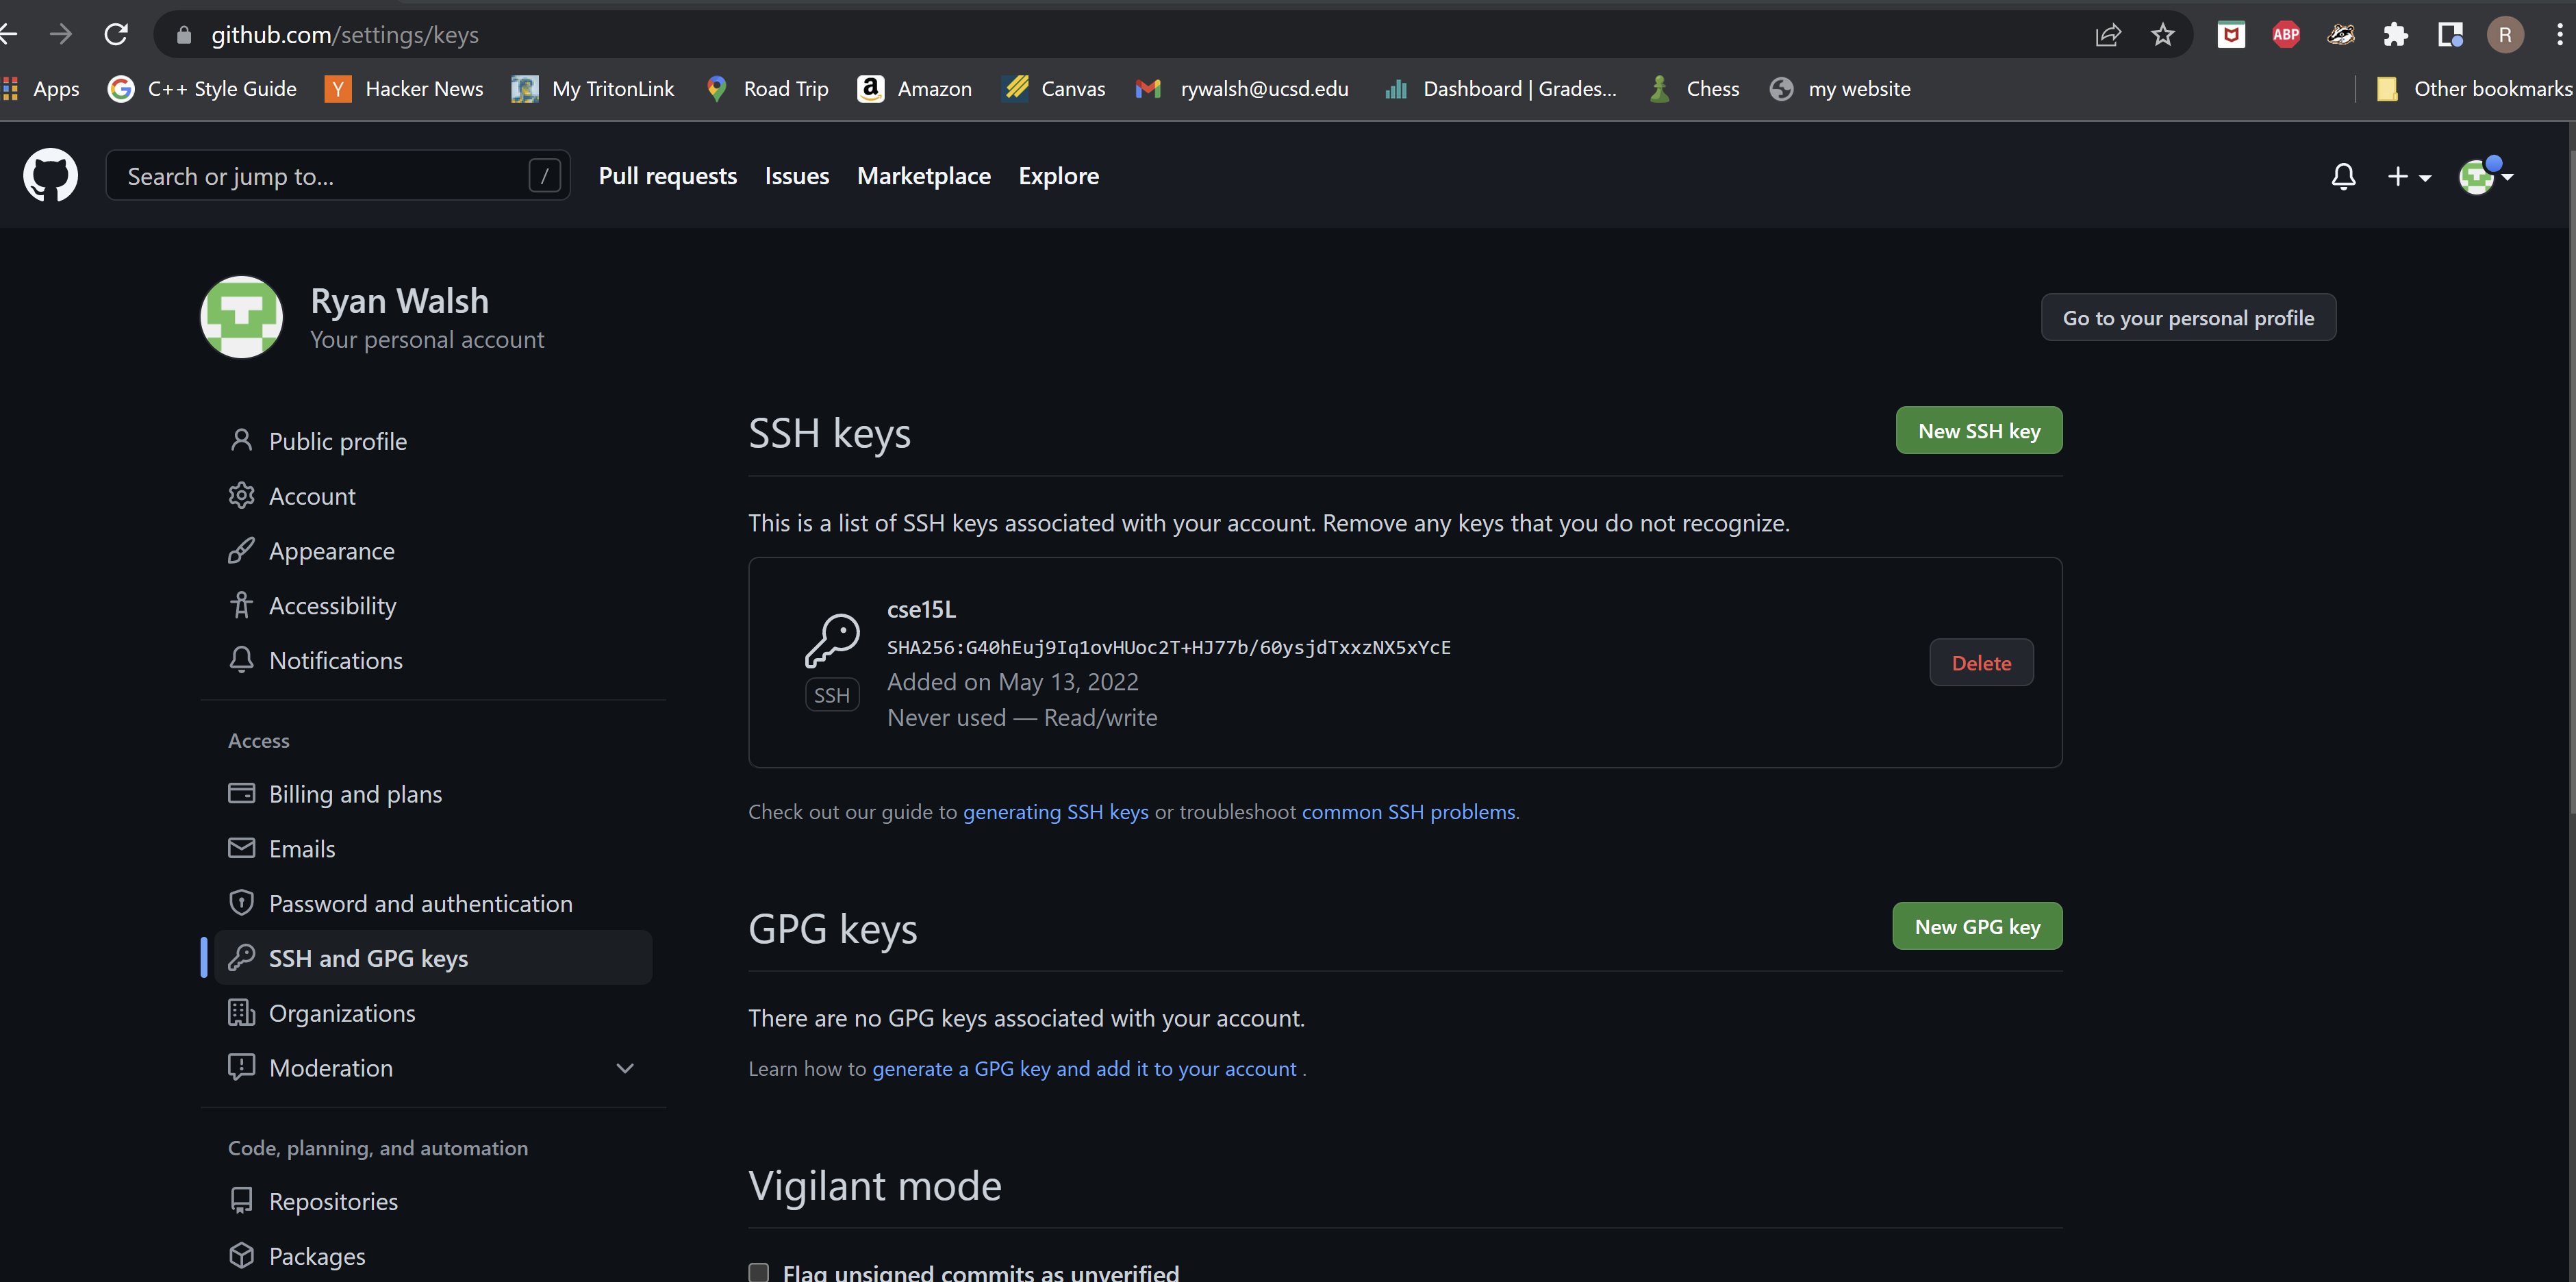 github.com/settings/keys
ABP
R
Apps
C++ Style Guide
Y
Hacker News
My TritonLink
Road Trip
a
Amazon
Canvas
rywalsh@ucsd.edu
Dashboard | Grades...
Chess
my website
Other bookmarks
Search or jump to...
/
Pull requests
Issues
Marketplace
Explore
Ryan Walsh
Your personal account
Go to your personal profile
Public profile
Account
Appearance
Accessibility
Notifications
Access
Billing and plans
Emails
Password and authentication
SSH and GPG keys
Organizations
Moderation
Code, planning, and automation
Repositories
Packages
SSH keys
New SSH key
This is a list of SSH keys associated with your account. Remove any keys that you do not recognize.
SSH
cse15L
SHA256:G40hEuj9Iq1ovHUoc2T+HJ77b/60ysjdTxxzNX5xYcE
Added on May 13, 2022
Never used — Read/write
Delete
Check out our guide to generating SSH keys or troubleshoot common SSH problems.
GPG keys
New GPG key
There are no GPG keys associated with your account.
Learn how to generate a GPG key and add it to your account .
Vigilant mode
Flag unsigned commits as unverified